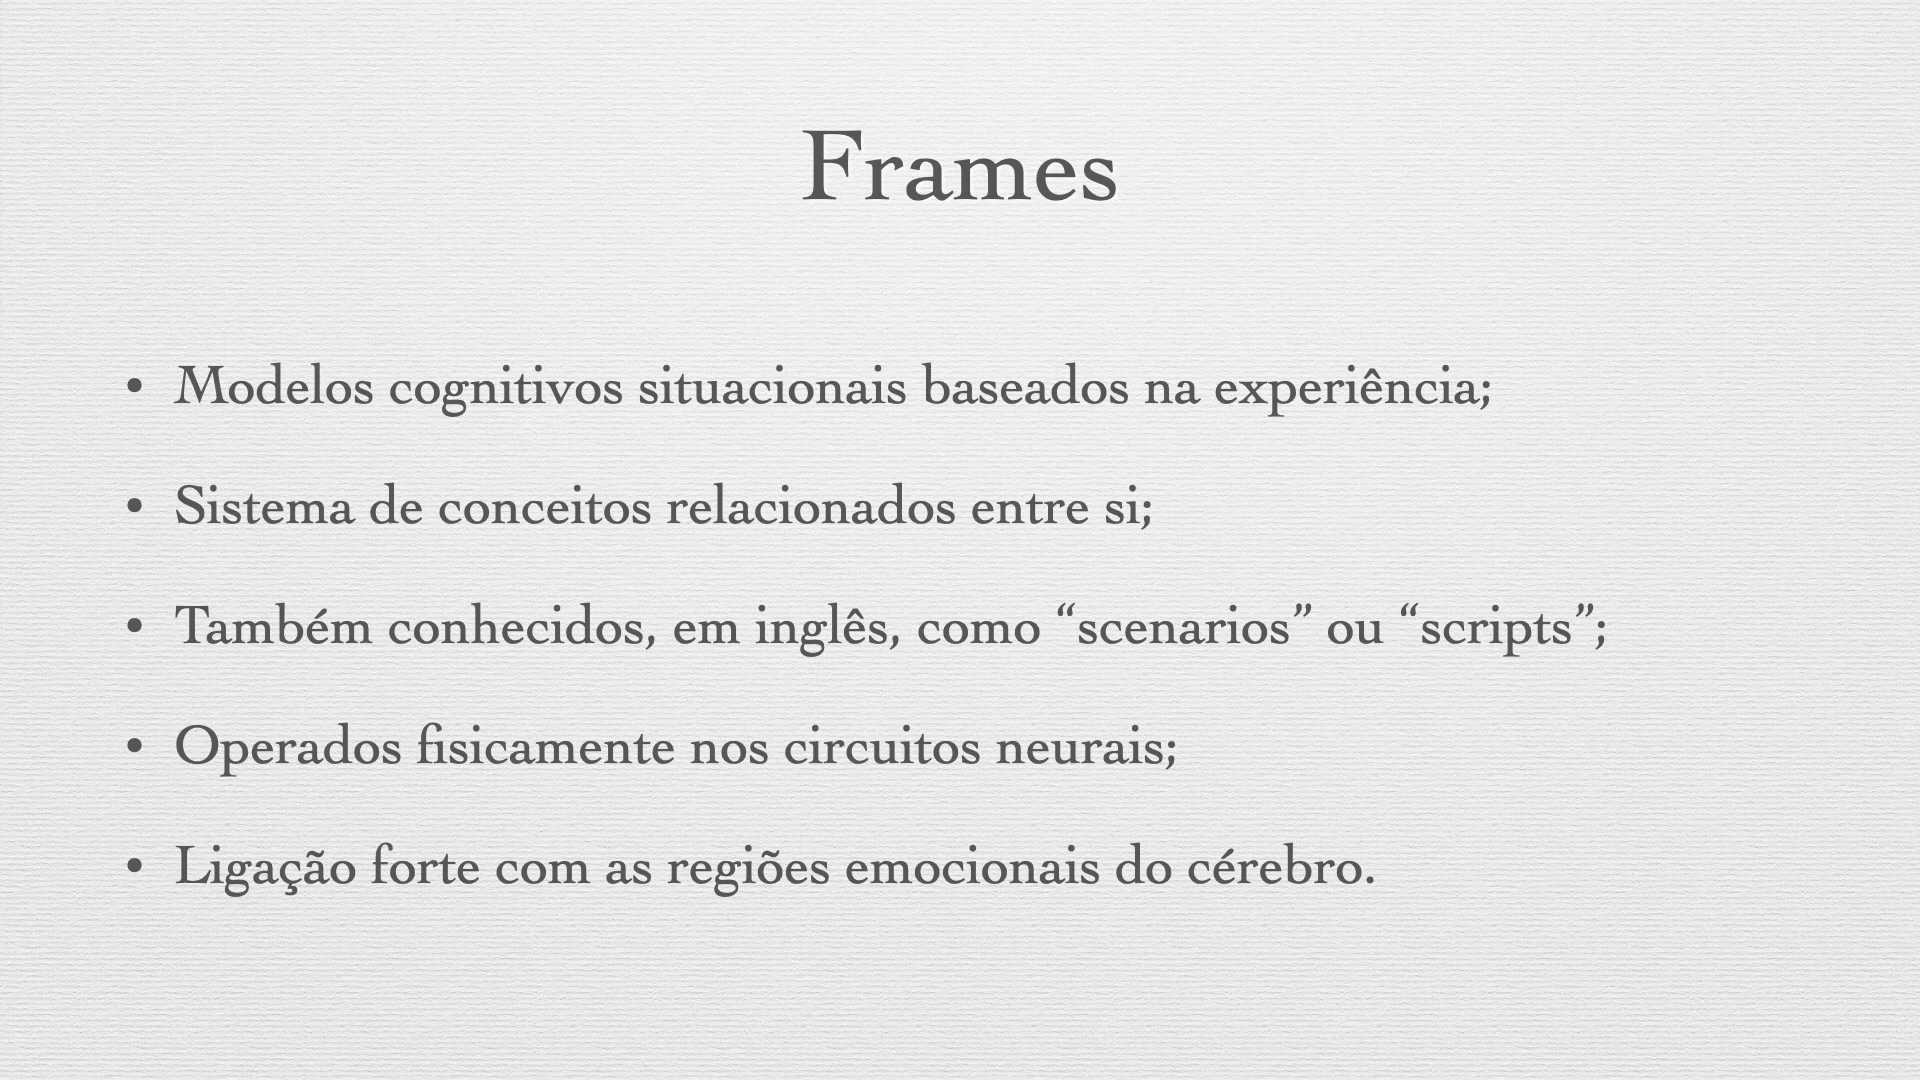 Frames
• Modelos cognitivos situacionais baseados na experiência;
• Sistema de conceitos relacionados entre si;
• Também conhecidos, em inglês, como “scenarios” ou “scripts”;
• Operados fisicamente nos circuitos neurais;
• Ligação forte com as regiões emocionais do cérebro.